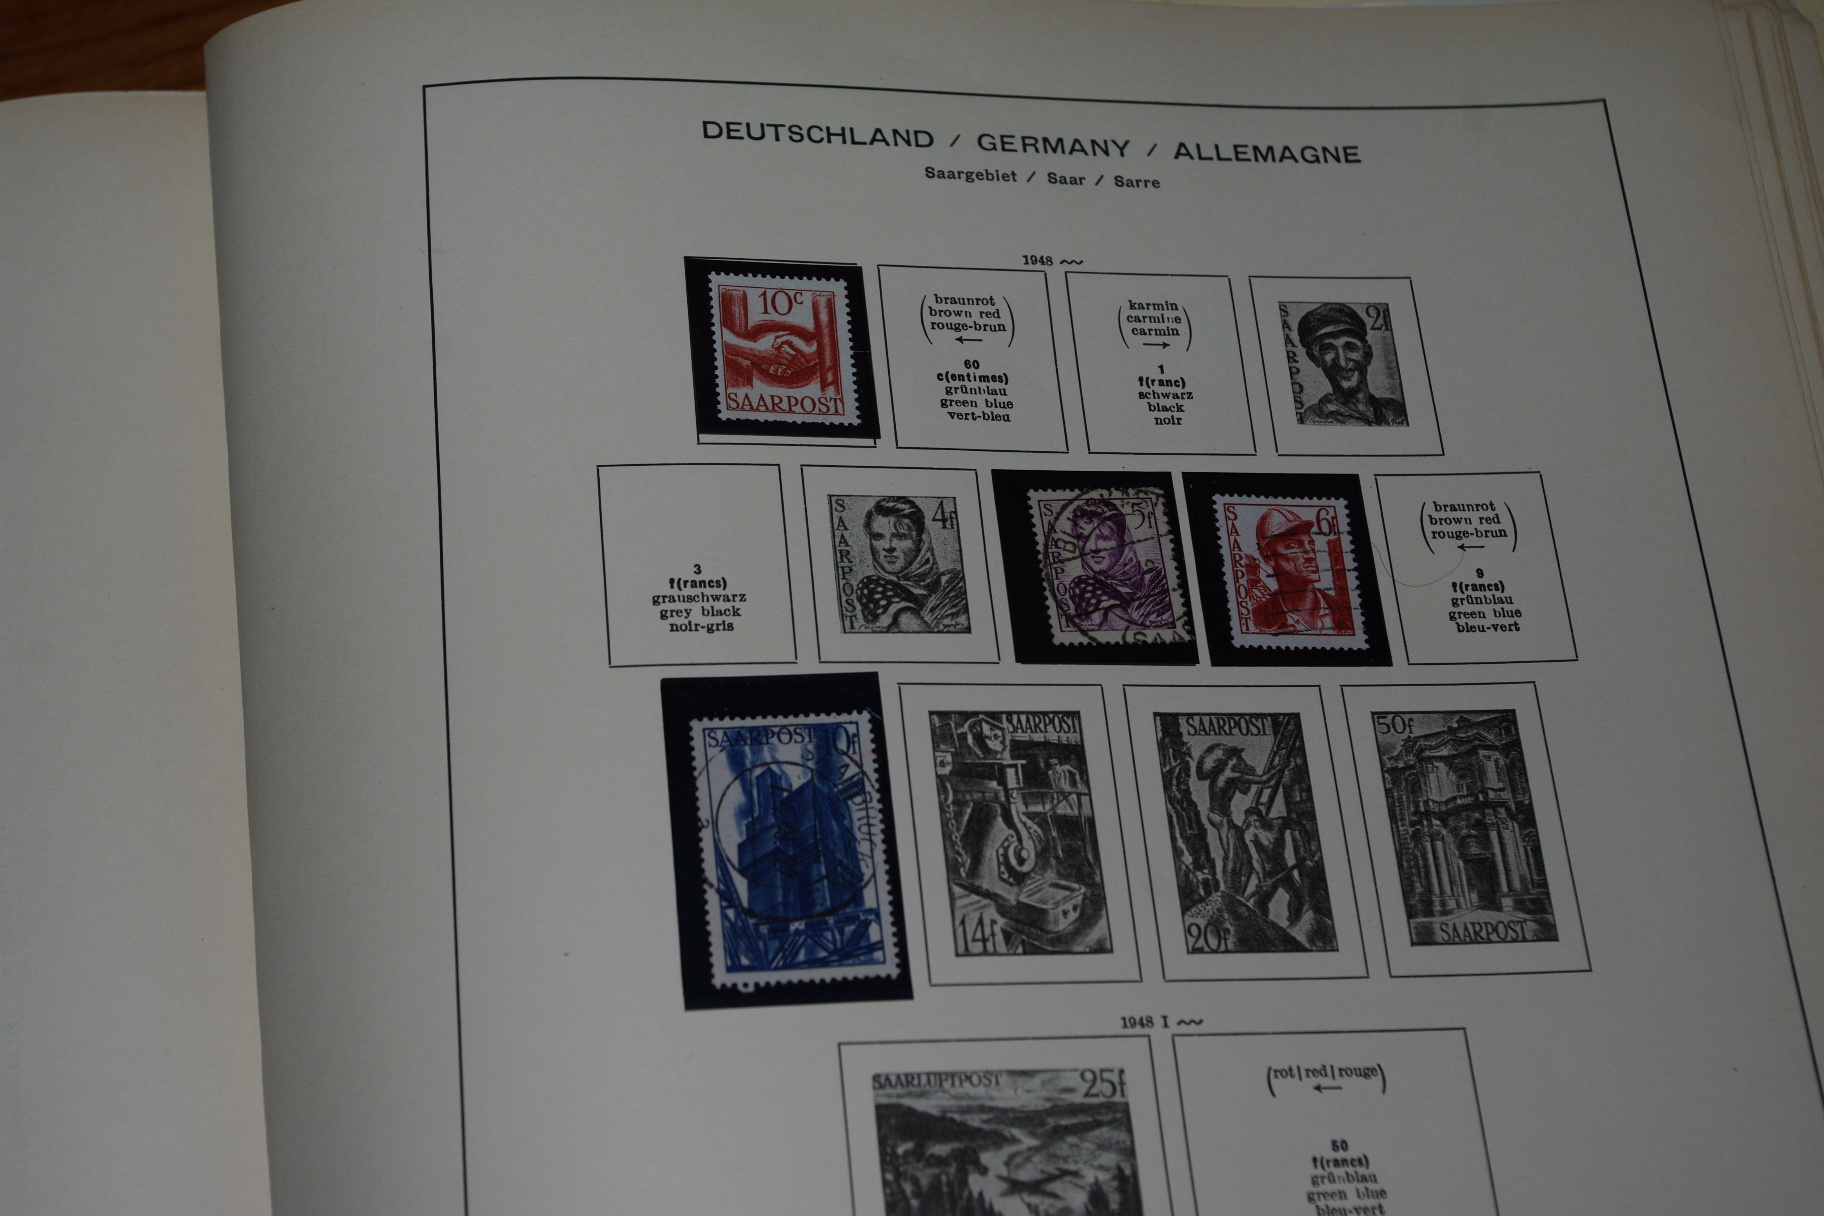 DEUTSCHLAND / GERMANY / ALLEMAGNE
Saargebiet / Saar / Sarre
1948
10c
SAARPOST
(braunrot
brown red
rouge-brun)
←
60
c(entimes)
grünblau
green blue
vert-bleu
(karmin
carmine
carmin)
→
1
f(ranc)
schwarz
black
noir
SAARPOST
2f
3
f(rancs)
grauschwarz
grey black
noir-gris
SAARPOST
4f
SAARPOST
5f
SAARPOST
6f
(braunrot
brown red
rouge-brun)
←
9
f(rancs)
grünblau
green blue
bleu-vert
SAARPOST 10f
SAARPOST
14f
SAARPOST
20f
50f
SAARPOST
1948 I
SAARLUFTPOST 25f
(rot|red|rouge)
←
50
f(rancs)
grünblau
green blue
bleu-vert